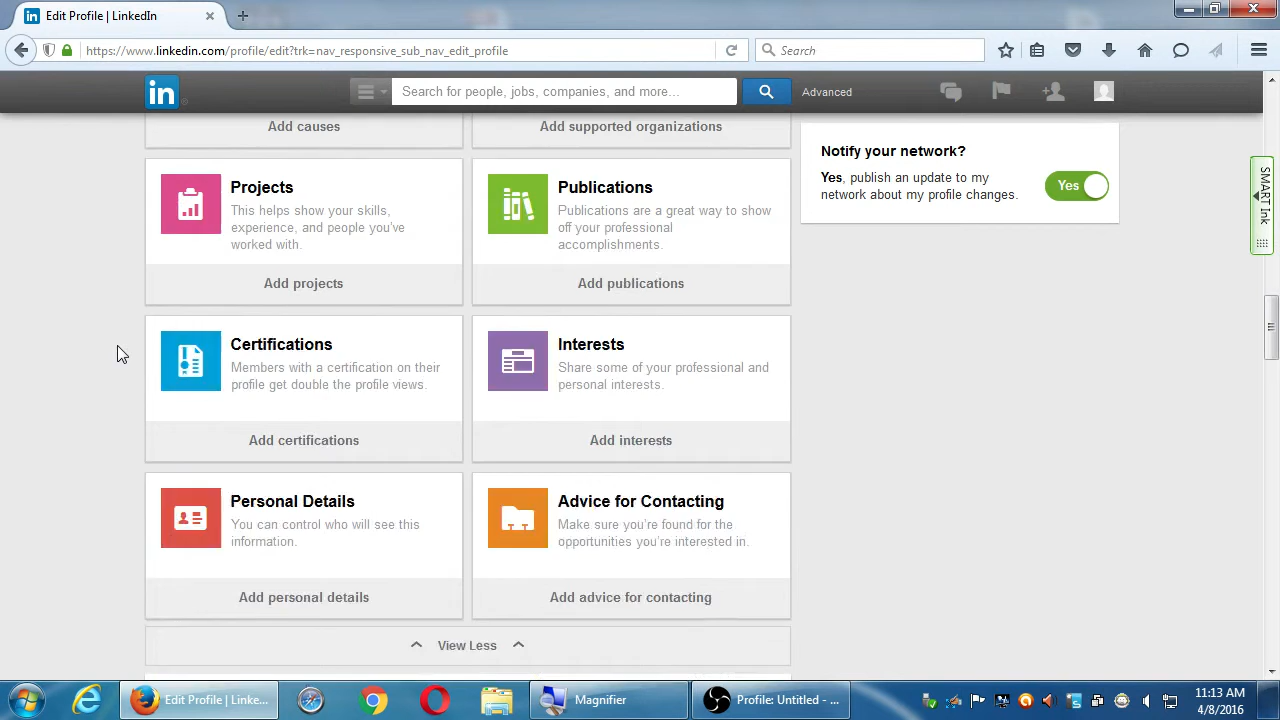 Edit Profile | LinkedIn
https://www.linkedin.com/profile/edit?trk=nav_responsive_sub_nav_edit_profile
Search
in
Search for people, jobs, companies, and more...
Advanced
Add causes
Add supported organizations
Notify your network?
Yes, publish an update to my
network about my profile changes.
Yes
SMART Ink
Projects
This helps show your skills,
experience, and people you've
worked with.
Add projects
Publications
Publications are a great way to show
off your professional
accomplishments.
Add publications
Certifications
Members with a certification on their
profile get double the profile views.
Add certifications
Interests
Share some of your professional and
personal interests.
Add interests
Personal Details
You can control who will see this
information.
Add personal details
Advice for Contacting
Make sure you're found for the
opportunities you're interested in.
Add advice for contacting
View Less
Edit Profile | Linke...
Magnifier
Profile: Untitled - ...
11:13 AM
4/8/2016